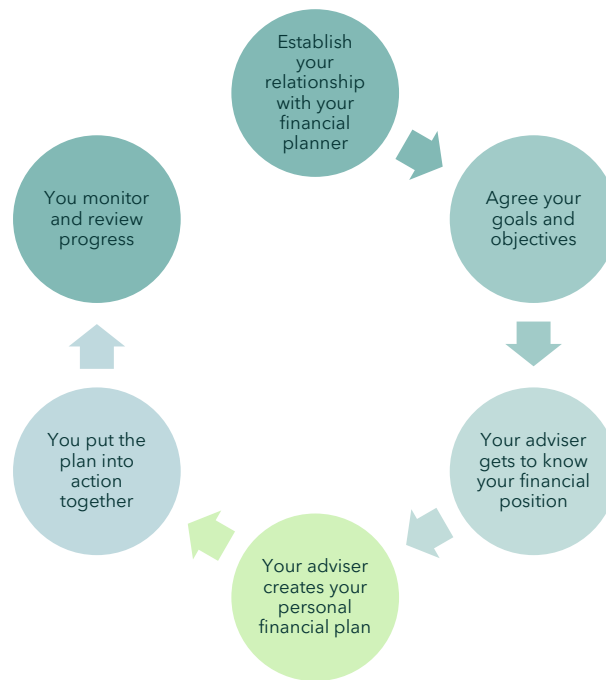 Establish
your
relationship
with your
financial
planner
Agree your
goals and
objectives
Your adviser
gets to know
your financial
position
Your adviser
creates your
personal
financial plan
You put the
plan into
action
together
You monitor
and review
progress